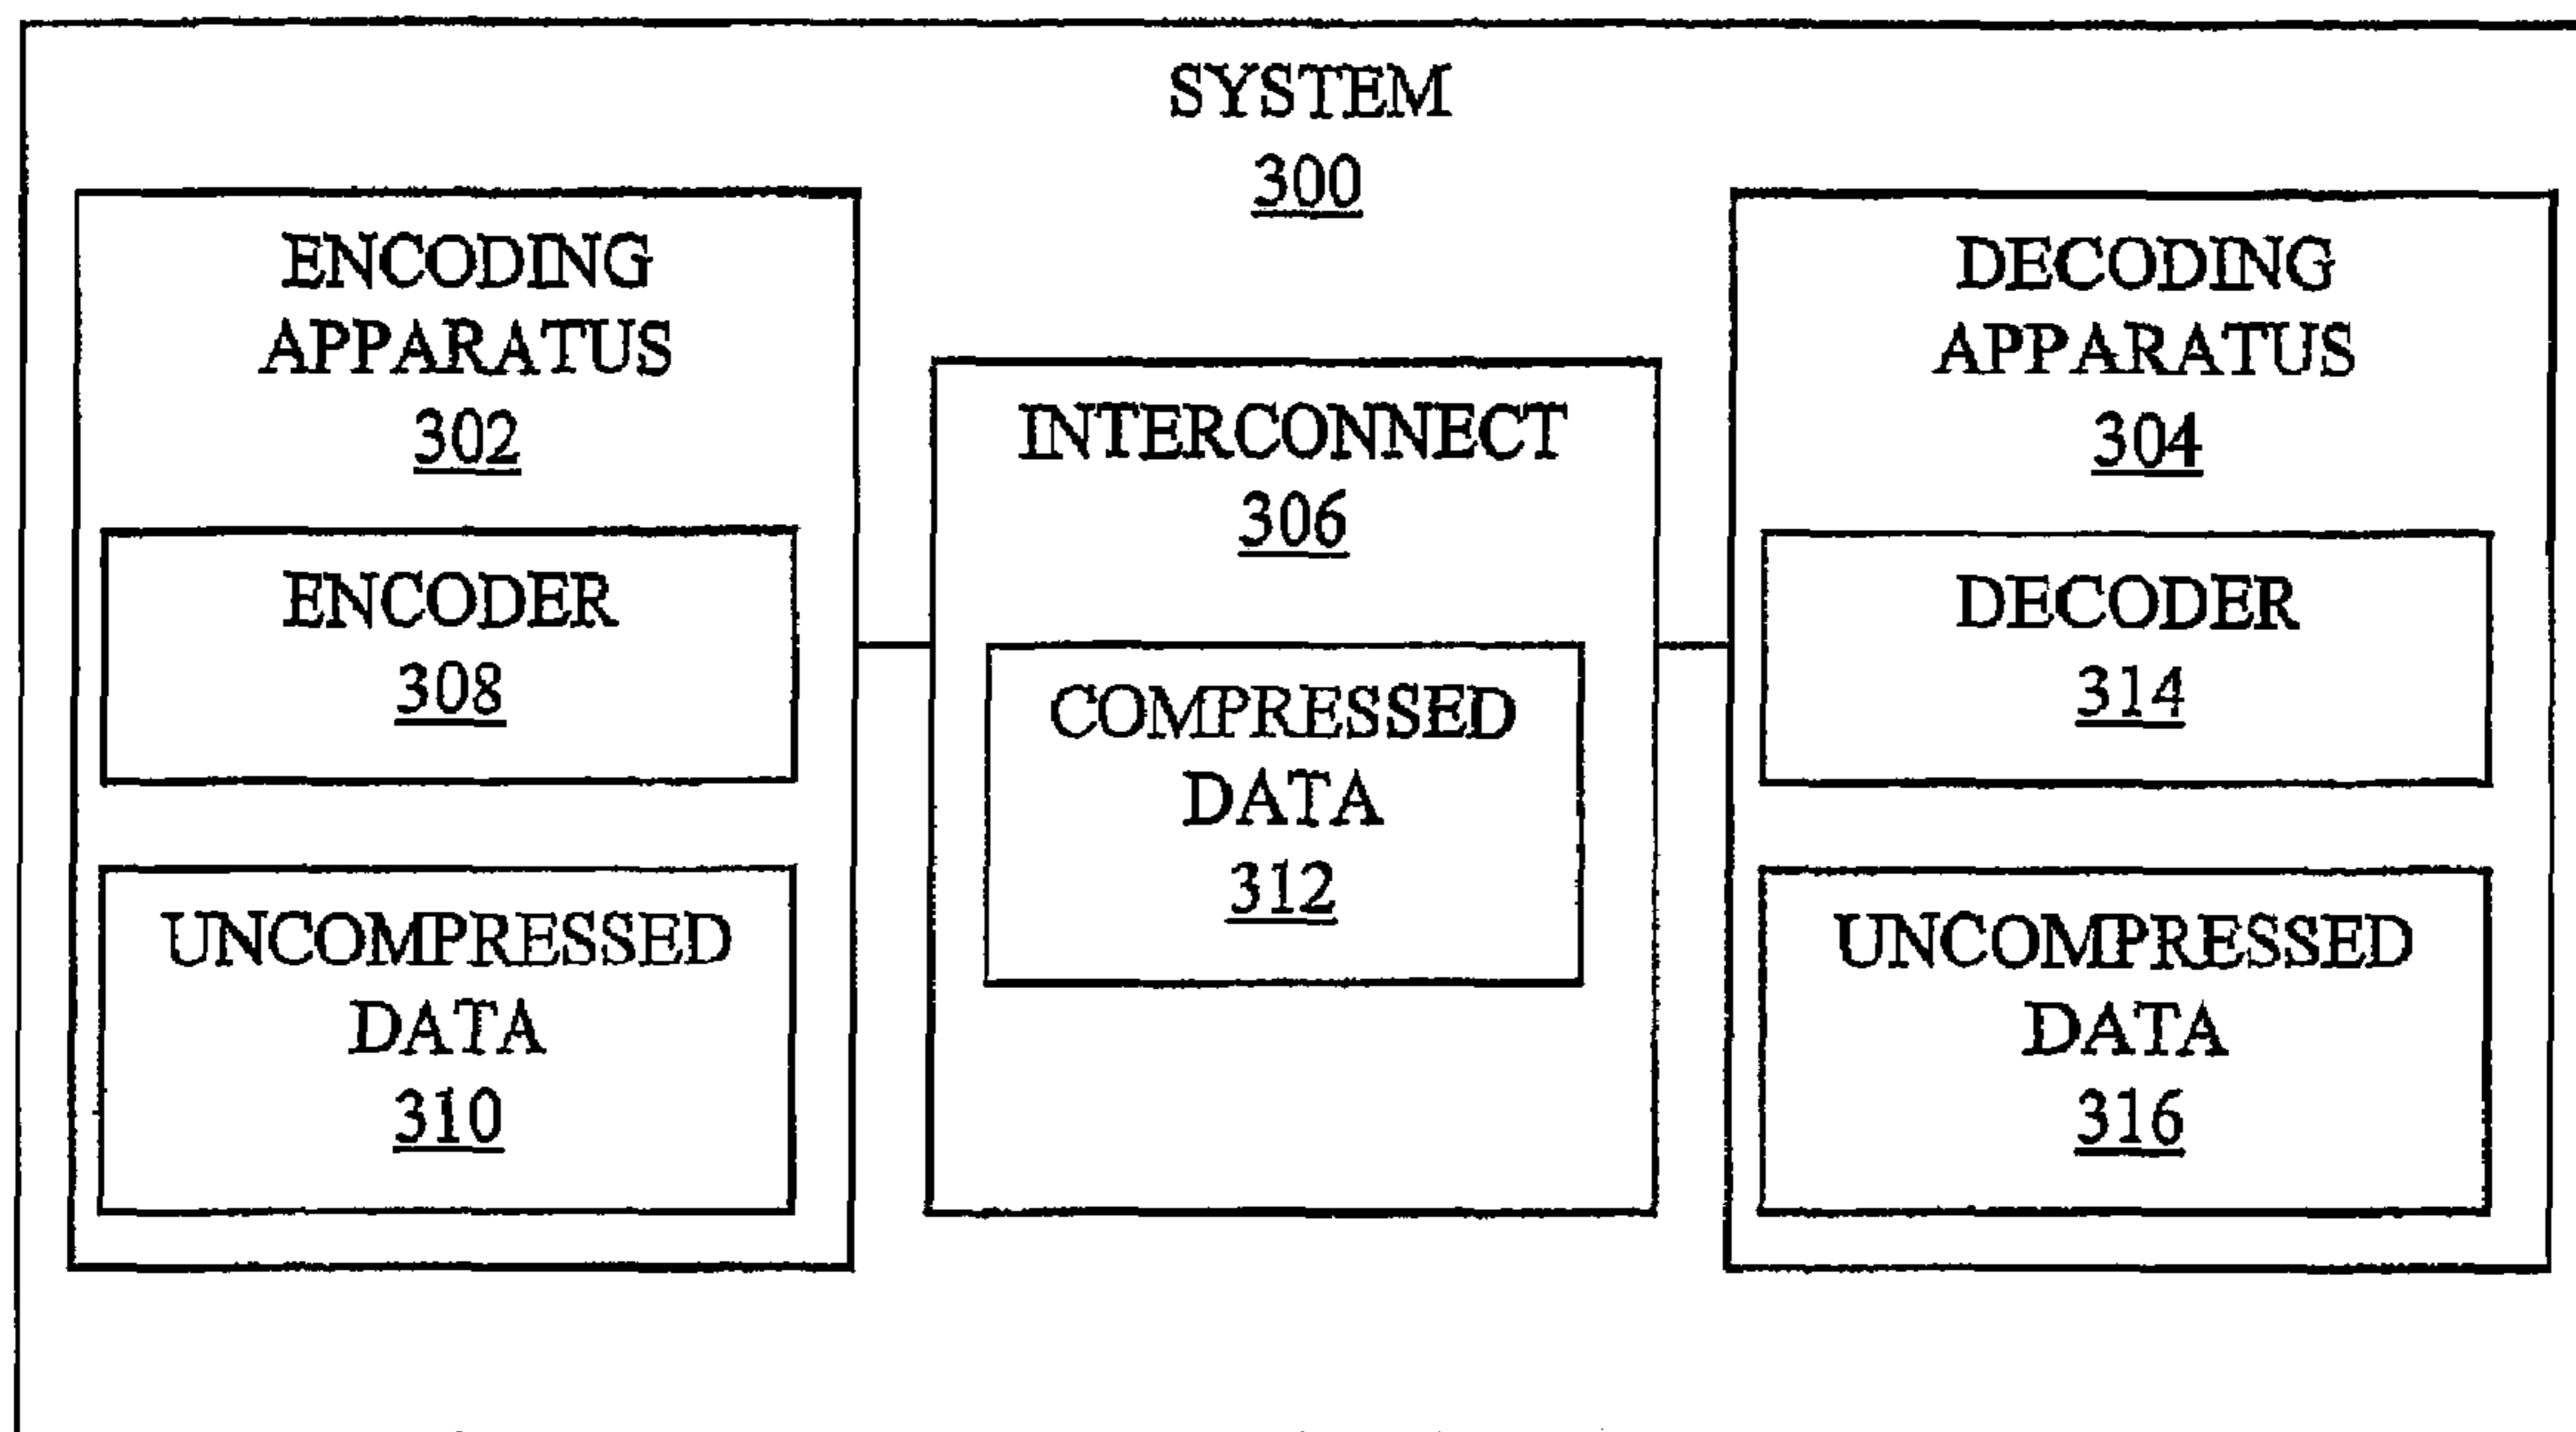 SYSTEM
300
ENCODING
APPARATUS
302
ENCODER
308
UNCOMPRESSED
DATA
310
INTERCONNECT
306
COMPRESSED
DATA
312
DECODING
APPARATUS
304
DECODER
314
UNCOMPRESSED
DATA
316